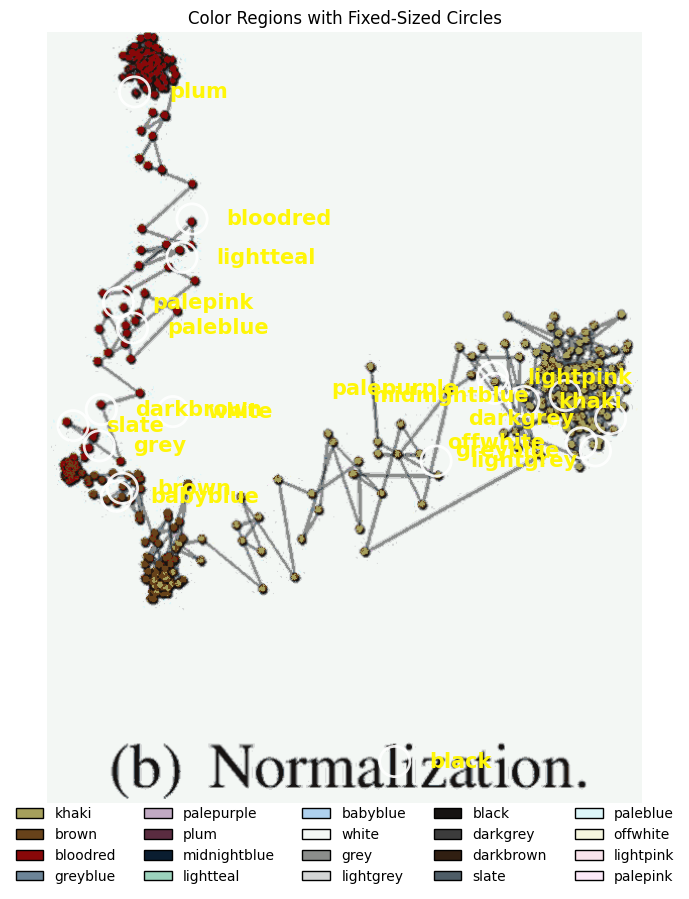 Color Regions with Fixed-Sized Circles
plum
bloodred
lightteal
palepink
paleblue
lightpink
palepurple
midnightblue
khaki
darkbrown
white
darkgrey
slate
offwhite
grey
greyblue
lightgrey
brown
babyblue
black
(b) Normalization.
khaki palepurple babyblue black paleblue
brown plum white darkgrey offwhite
bloodred midnightblue grey darkbrown lightpink
greyblue lightteal lightgrey slate palepink